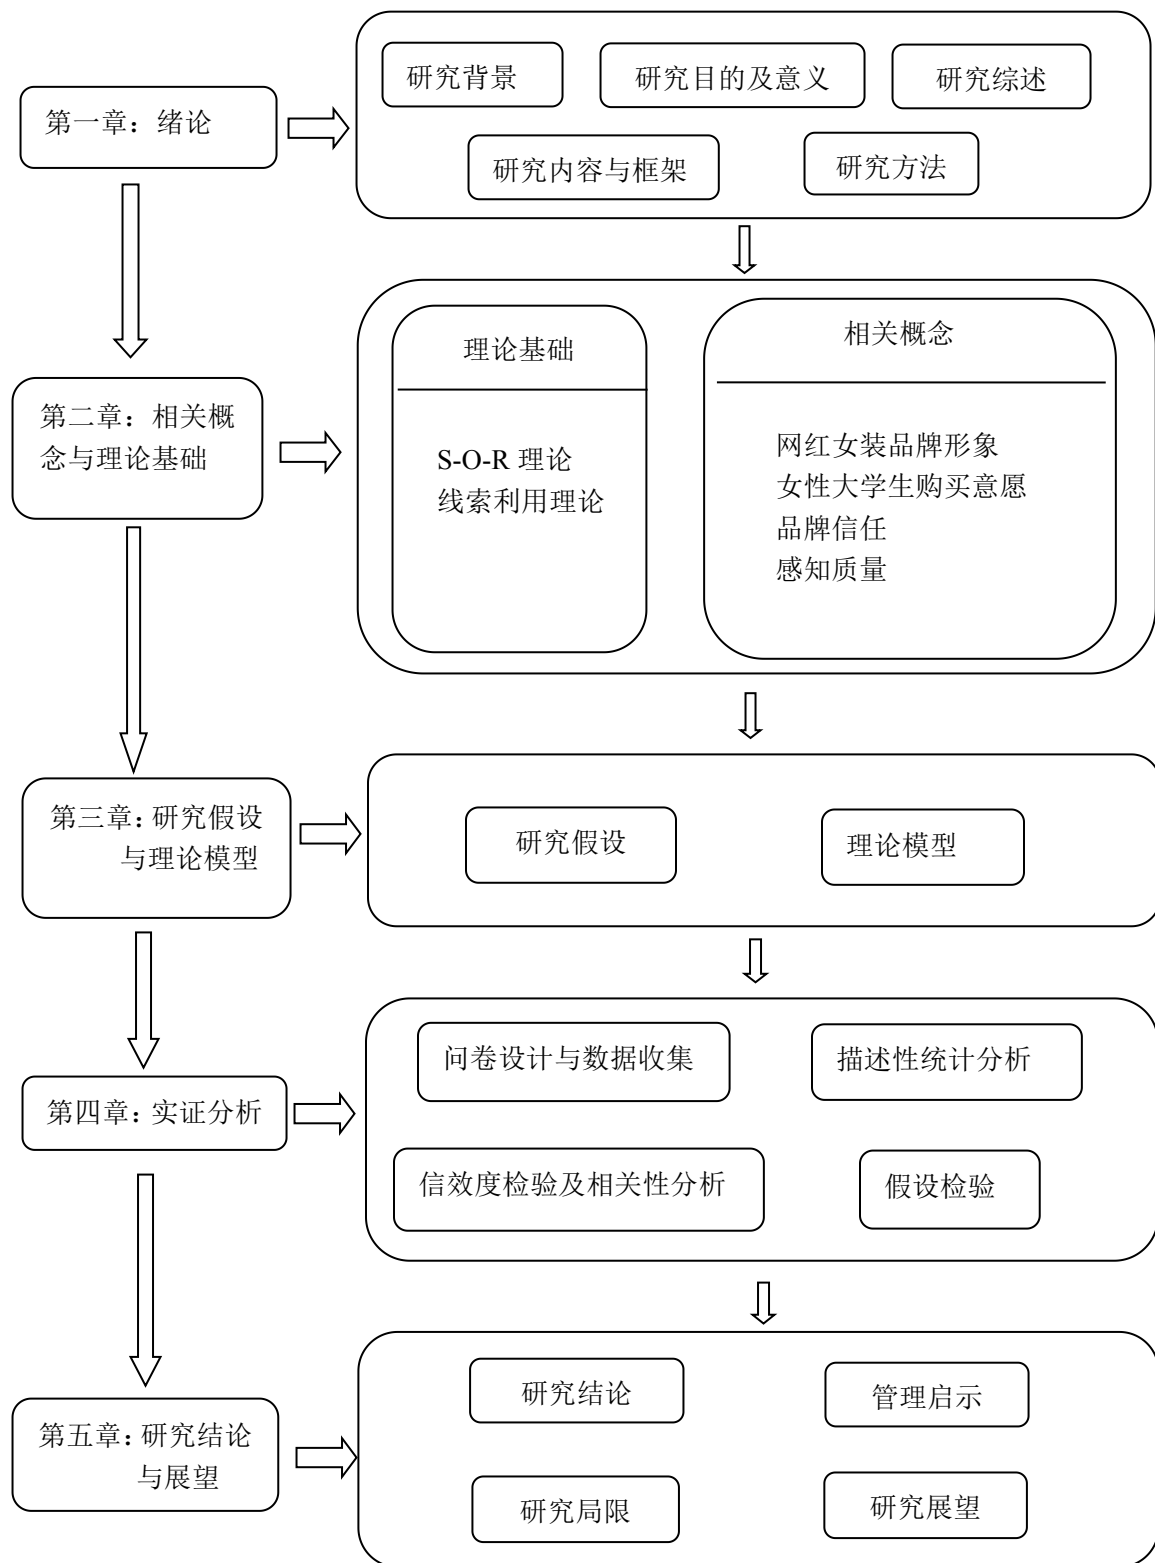 第一章：绪论
研究背景
研究目的及意义
研究综述
研究内容与框架
研究方法
第二章：相关概
念与理论基础
理论基础
S-O-R 理论
线索利用理论
相关概念
网红女装品牌形象
女性大学生购买意愿
品牌信任
感知质量
第三章：研究假设
与理论模型
研究假设
理论模型
第四章：实证分析
问卷设计与数据收集
描述性统计分析
信效度检验及相关性分析
假设检验
第五章：研究结论
与展望
研究结论
管理启示
研究局限
研究展望